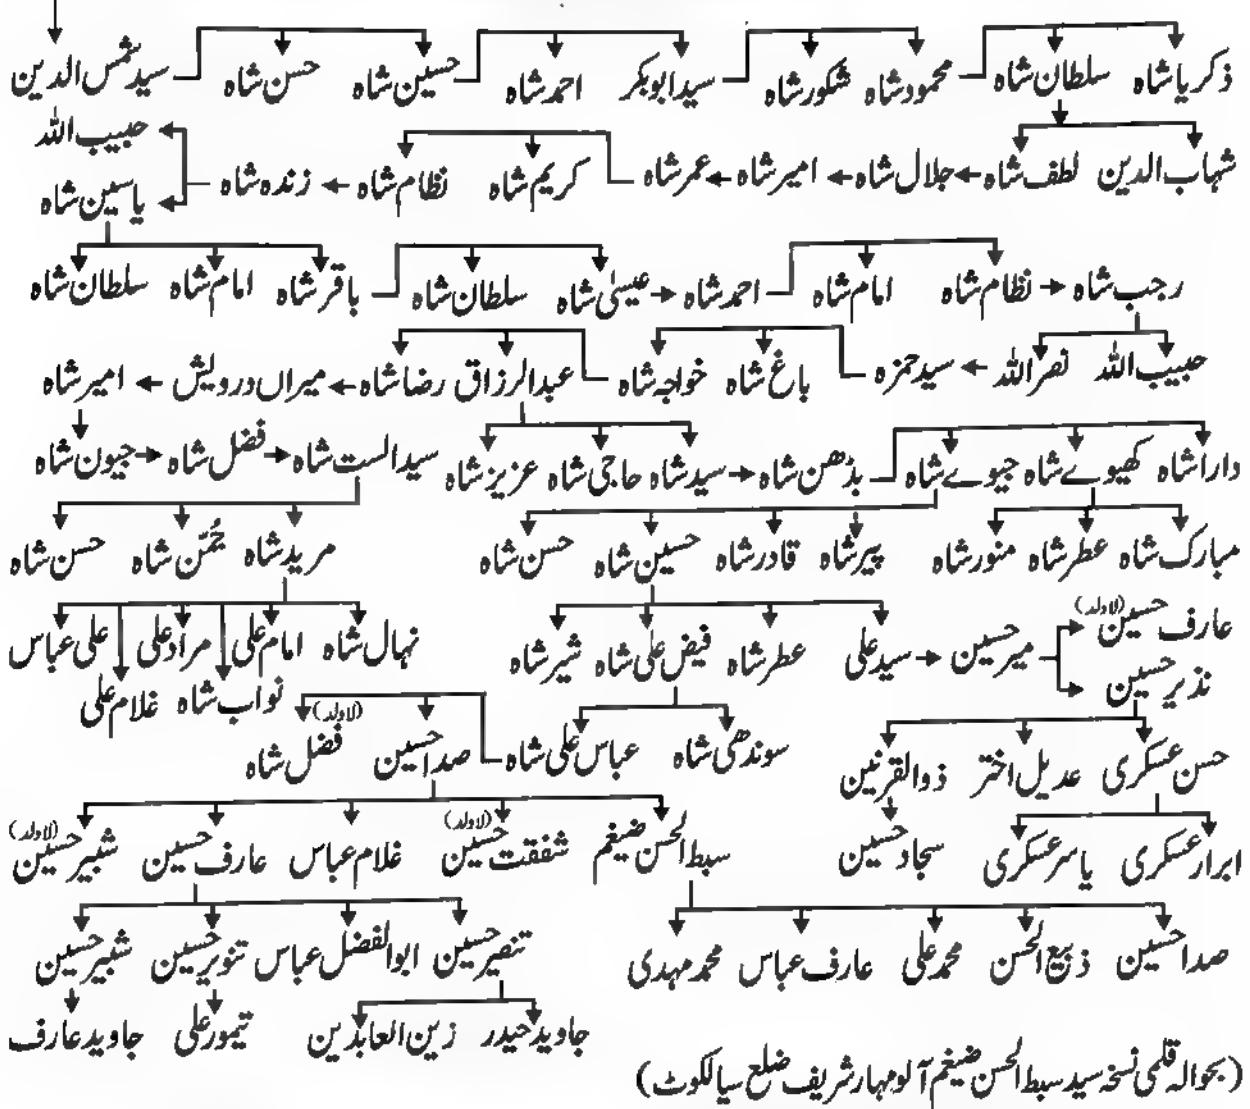 ذکریا شاہ سلطان شاہ محمود شاہ شکور شاہ سید ابوبکر احمد شاہ حسین شاہ حسن شاہ سید شمس الدین
شہاب الدین لطف شاہ جلال شاہ امیر شاہ عمر شاہ کریم شاہ نظام شاہ زندہ شاہ حبیب اللہ
یاسین شاہ
رجب شاہ نظام شاہ امام شاہ احمد شاہ عیسیٰ شاہ سلطان شاہ باقر شاہ امام شاہ سلطان شاہ
حبیب اللہ نصر اللہ سید حمزہ باغ شاہ خواجہ شاہ عبدالرزاق رضا شاہ میراں درویش امیر شاہ
دارا شاہ کھیوے شاہ جیوے شاہ بڈھن شاہ سید شاہ حاجی شاہ عزیز شاہ سید الست شاہ فضل شاہ جیون شاہ
مبارک شاہ عطر شاہ منور شاہ پیر شاہ قادر شاہ حسین شاہ حسن شاہ مرید شاہ جُمّن شاہ حسن شاہ
عارف حسین (لاولد) میر حسین سید علی عطر شاہ فیض علی شاہ شیر شاہ نہال شاہ امام علی مراد علی علی عباس
نذیر حسین نواب شاہ غلام علی
حسن عسکری عدیل اختر ذوالقرنین سوندھی شاہ عباس علی شاہ صدا حسین فضل شاہ (لاولد)
ابرار عسکری یاسر عسکری سجاد حسین سبط الحسن ضیغم شفقت حسین (لاولد) غلام عباس عارف حسین شبیر حسین (لاولد)
صدا حسین ذبیع الحسن محمد علی عارف عباس محمد مہدی تنصیر حسین ابوالفضل عباس تنویر حسین شبیر حسین
جاوید حیدر زین العابدین تیمور علی جاوید عارف
(بحوالہ قلمی نسخہ سید سبط الحسن ضیغم آلو مہار شریف ضلع سیالکوٹ)